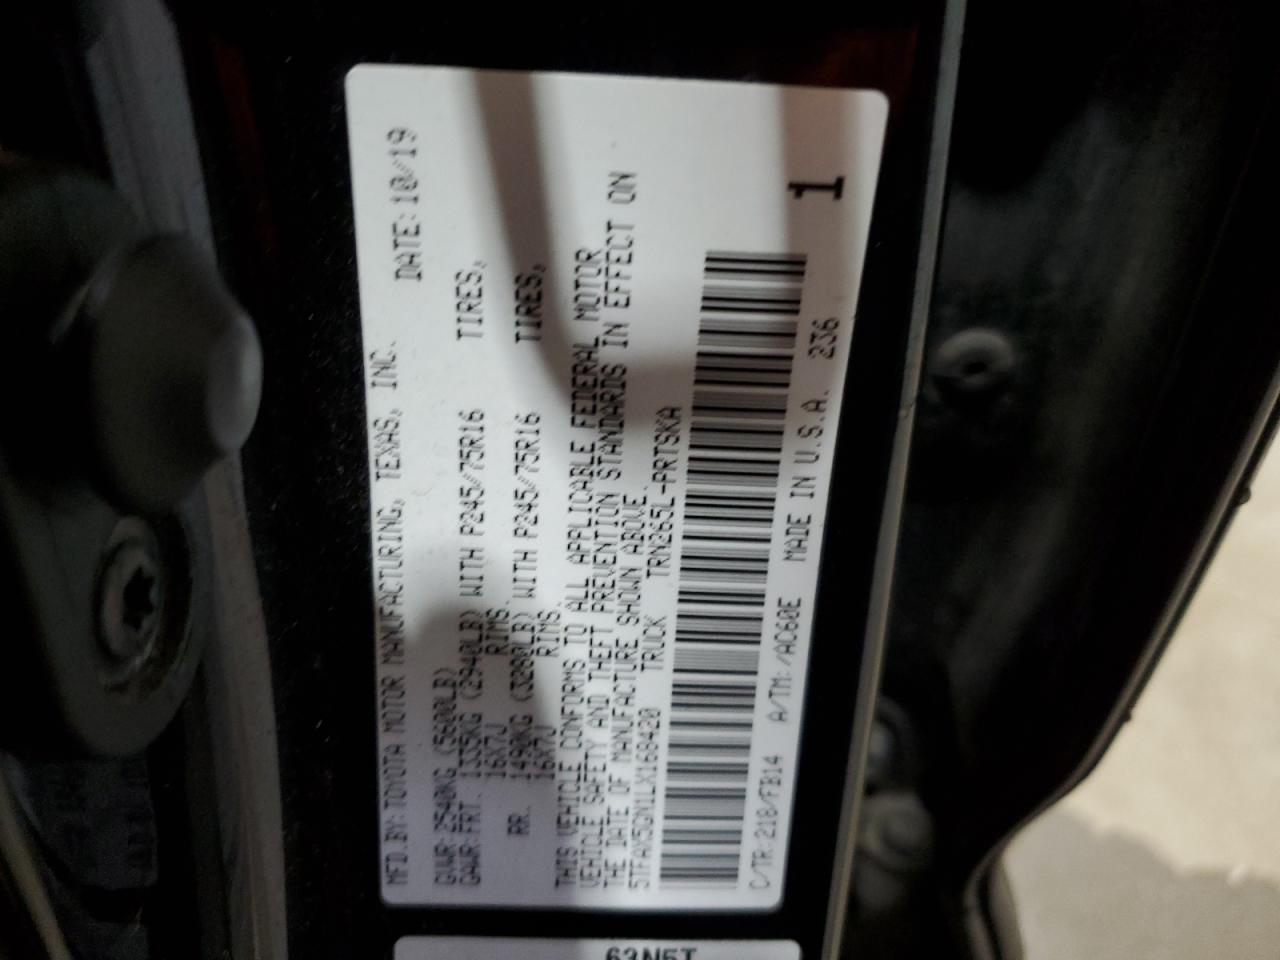 MFD.BY: TOYOTA MOTOR MANUFACTURING, TEXAS, INC.
DATE: 10/19
GVWR: 2540KG (5600LB)
GAWR: FRT. 1335KG (2940LB) WITH P245/75R16 TIRES,
16X7J RIMS.
RR. 1490KG (3280LB) WITH P245/75R16 TIRES,
16X7J RIMS.
THIS VEHICLE CONFORMS TO ALL APPLICABLE FEDERAL MOTOR
VEHICLE SAFETY AND THEFT PREVENTION STANDARDS IN EFFECT ON
THE DATE OF MANUFACTURE SHOWN ABOVE.
5TFAX5GN1LX168420 TRUCK TRN265L-PRTSKA
1
C/TR: 218/FB14 A/TM: /AC60E MADE IN U.S.A. 236
63N5T